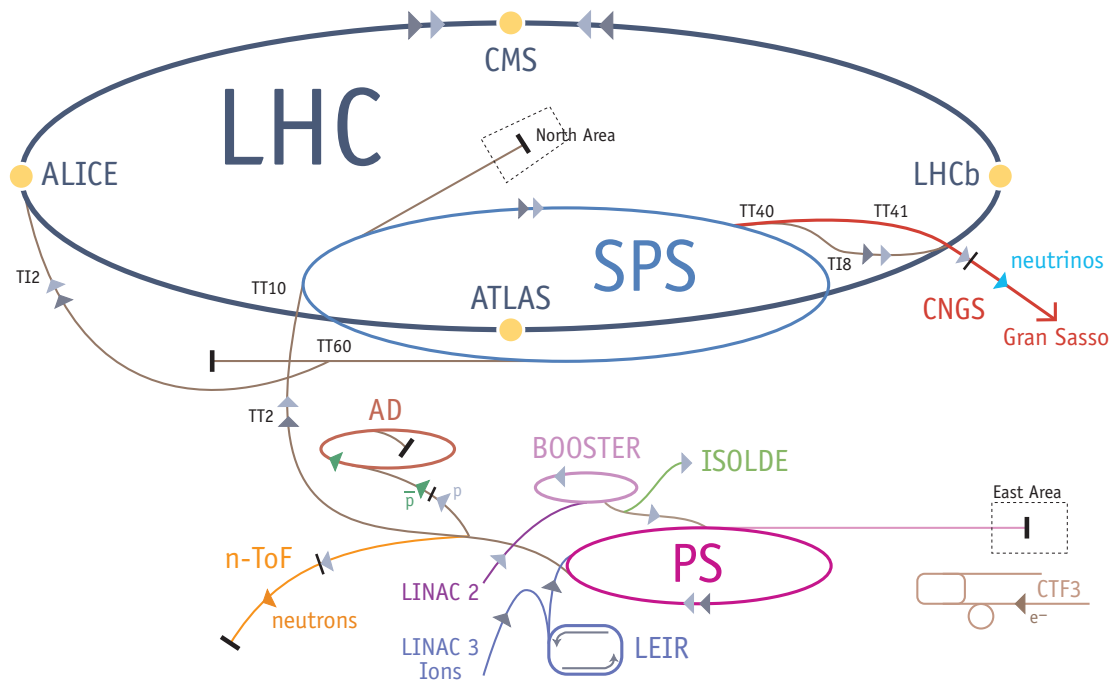 CMS
LHC
North Area
ALICE
LHCb
TT40
TT41
SPS
TI8
neutrinos
TI2
TT10
ATLAS
CNGS
Gran Sasso
TT60
TT2
AD
BOOSTER
ISOLDE
p̅
p
East Area
n-ToF
PS
LINAC 2
CTF3
neutrons
e⁻
LINAC 3
Ions
LEIR